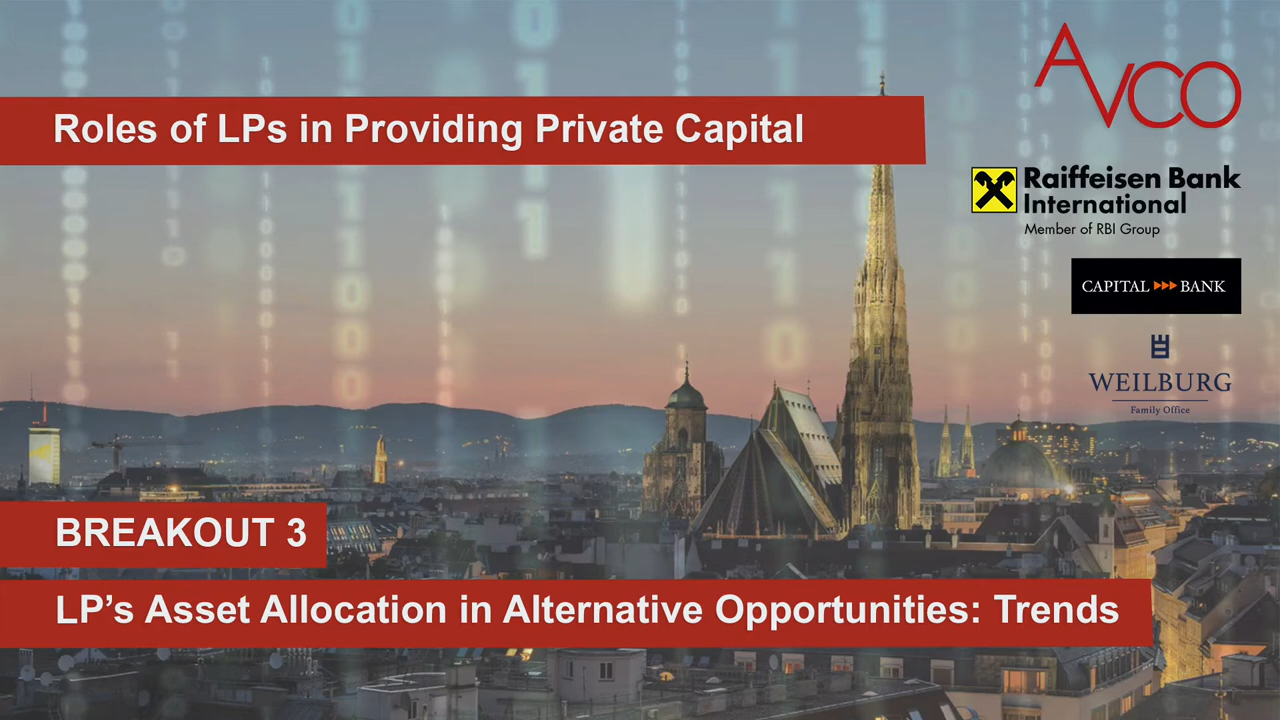 AVCO
Roles of LPs in Providing Private Capital
Raiffeisen Bank
International
Member of RBI Group
CAPITAL BANK
WEILBURG
Family Office
BREAKOUT 3
LP’s Asset Allocation in Alternative Opportunities: Trends